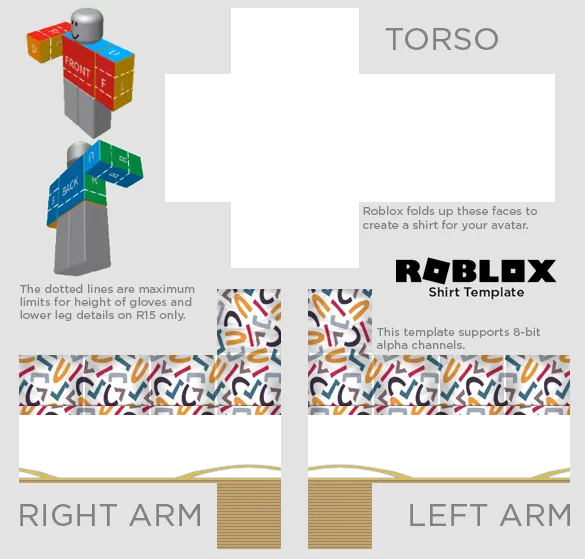 TORSO
FRONT
F
L
D
U
BACK
U
R
B
R
B
Roblox folds up these faces to
create a shirt for your avatar.
ROBLOX
Shirt Template
The dotted lines are maximum
limits for height of gloves and
lower leg details on R15 only.
This template supports 8-bit
alpha channels.
RIGHT ARM
LEFT ARM